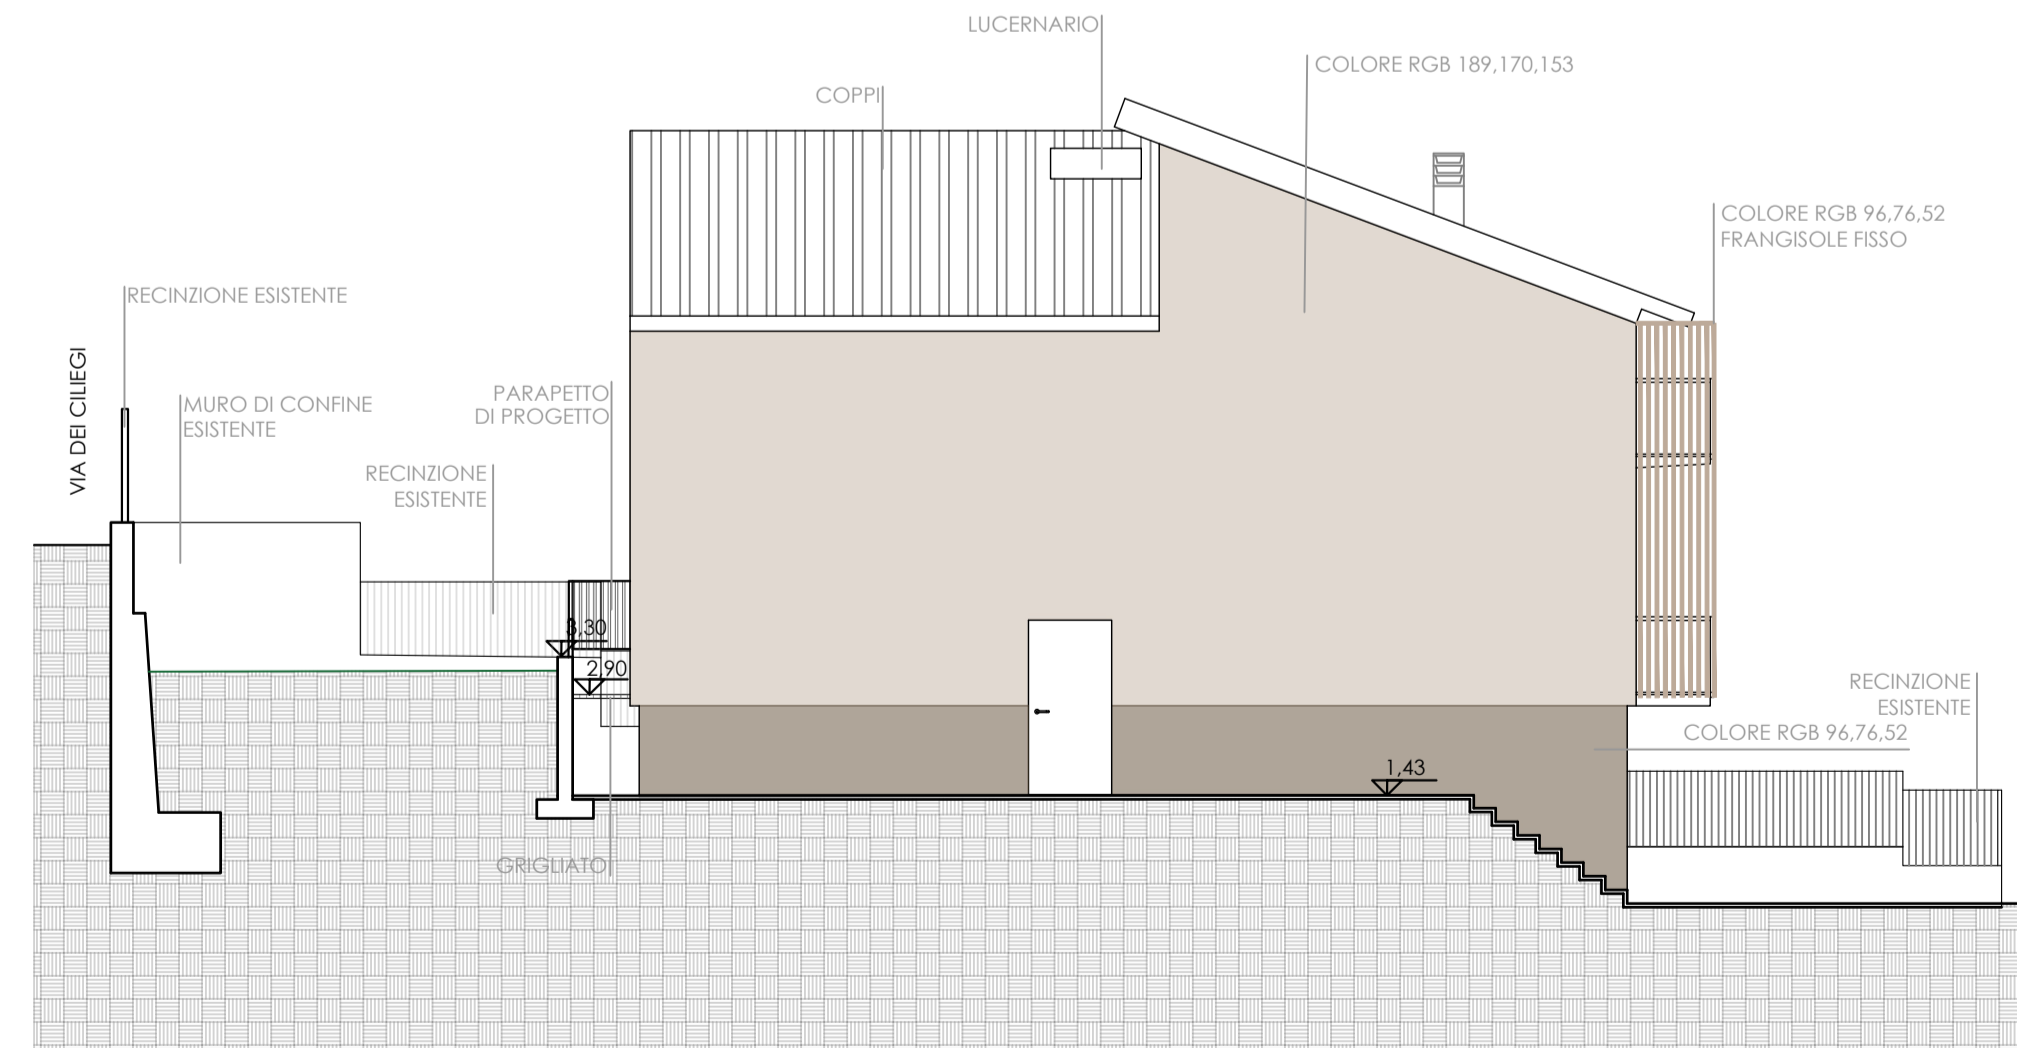 LUCERNARIO
COLORE RGB 189,170,153
COPPI
COLORE RGB 96,76,52
FRANGISOLE FISSO
RECINZIONE ESISTENTE
VIA DEI CILIEGI
MURO DI CONFINE
ESISTENTE
PARAPETTO
DI PROGETTO
RECINZIONE
ESISTENTE
3,30
2,90
RECINZIONE
ESISTENTE
COLORE RGB 96,76,52
1,43
GRIGLIATO